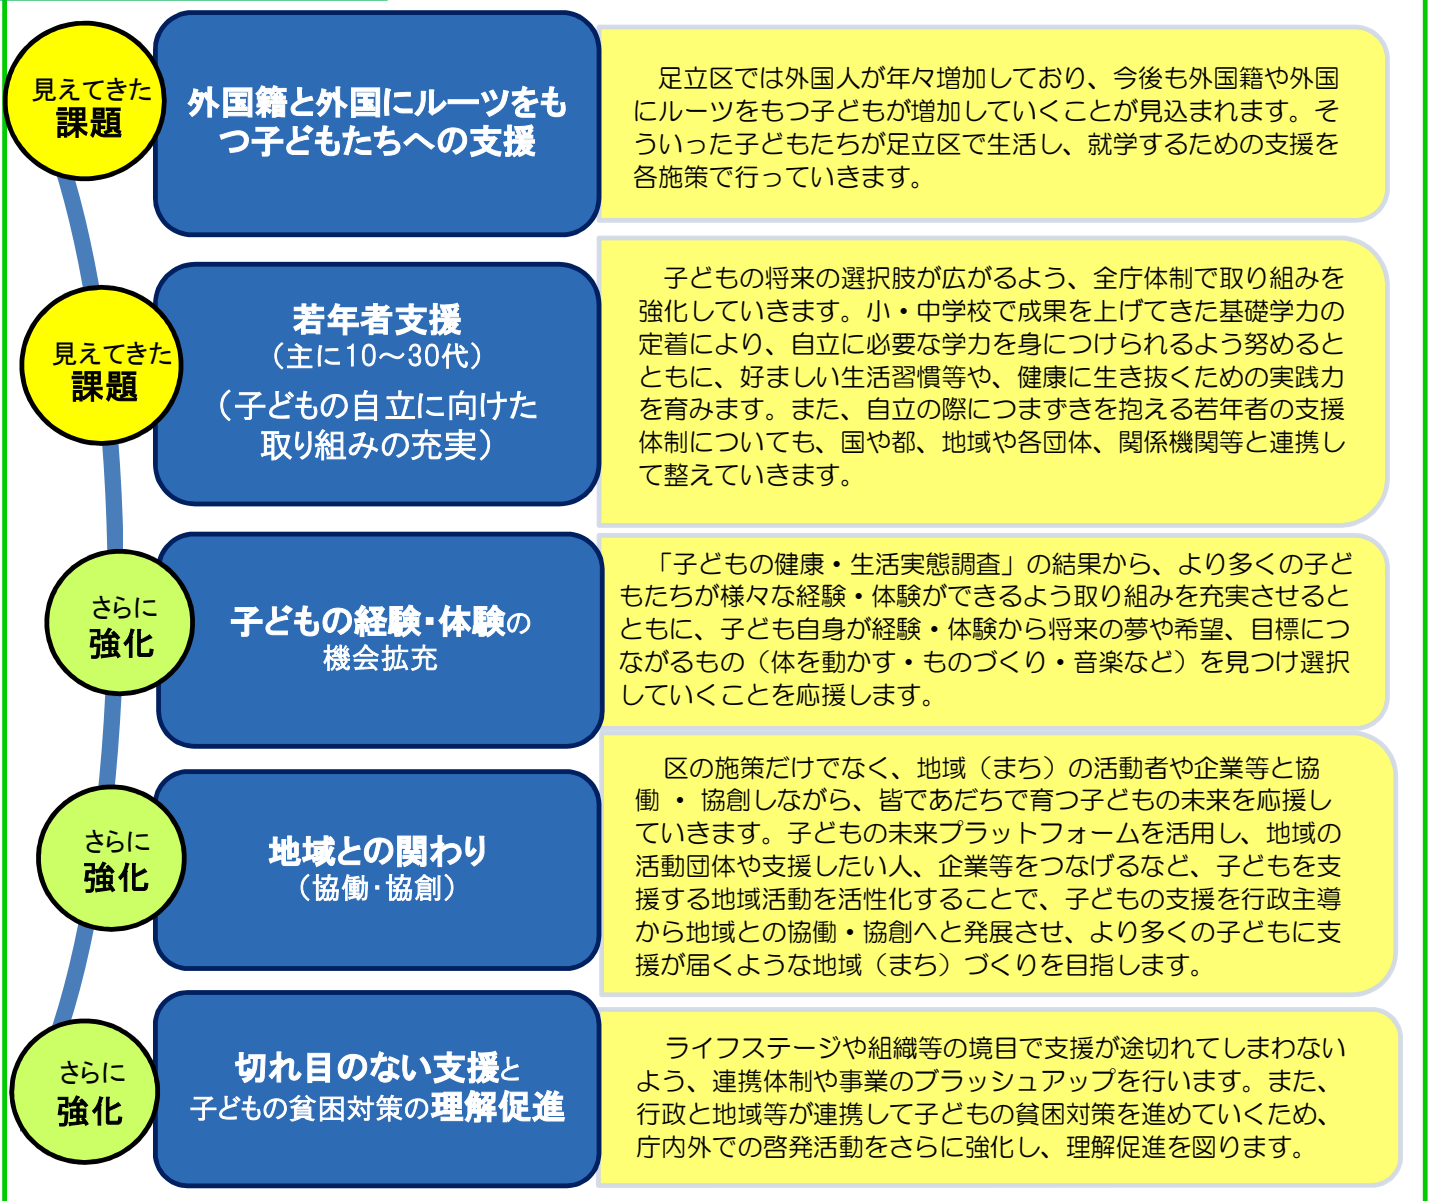 見えてきた
課題
外国籍と外国にルーツをも
つ子どもたちへの支援
足立区では外国人が年々増加しており、今後も外国籍や外国
にルーツをもつ子どもが増加していくことが見込まれます。そ
ういった子どもたちが足立区で生活し、就学するための支援を
各施策で行っていきます。
見えてきた
課題
若年者支援
（主に10～30代）
（子どもの自立に向けた
取り組みの充実）
子どもの将来の選択肢が広がるよう、全庁体制で取り組みを
強化していきます。小・中学校で成果を上げてきた基礎学力の
定着により、自立に必要な学力を身につけられるよう努めると
ともに、好ましい生活習慣等や、健康に生き抜くための実践力
を育みます。また、自立の際につまずきを抱える若年者の支援
体制についても、国や都、地域や各団体、関係機関等と連携し
て整えていきます。
さらに
強化
子どもの経験・体験の
機会拡充
「子どもの健康・生活実態調査」の結果から、より多くの子ど
もたちが様々な経験・体験ができるよう取り組みを充実させると
ともに、子ども自身が経験・体験から将来の夢や希望、目標につ
ながるもの（体を動かす・ものづくり・音楽など）を見つけ選択
していくことを応援します。
さらに
強化
地域との関わり
（協働・協創）
区の施策だけでなく、地域（まち）の活動者や企業等と協
働 ・ 協創しながら、皆であだちで育つ子どもの未来を応援し
ていきます。子どもの未来プラットフォームを活用し、地域の
活動団体や支援したい人、企業等をつなげるなど、子どもを支
援する地域活動を活性化することで、子どもの支援を行政主導
から地域との協働・協創へと発展させ、より多くの子どもに支
援が届くような地域（まち）づくりを目指します。
さらに
強化
切れ目のない支援と
子どもの貧困対策の理解促進
ライフステージや組織等の境目で支援が途切れてしまわない
よう、連携体制や事業のブラッシュアップを行います。また、
行政と地域等が連携して子どもの貧困対策を進めていくため、
庁内外での啓発活動をさらに強化し、理解促進を図ります。